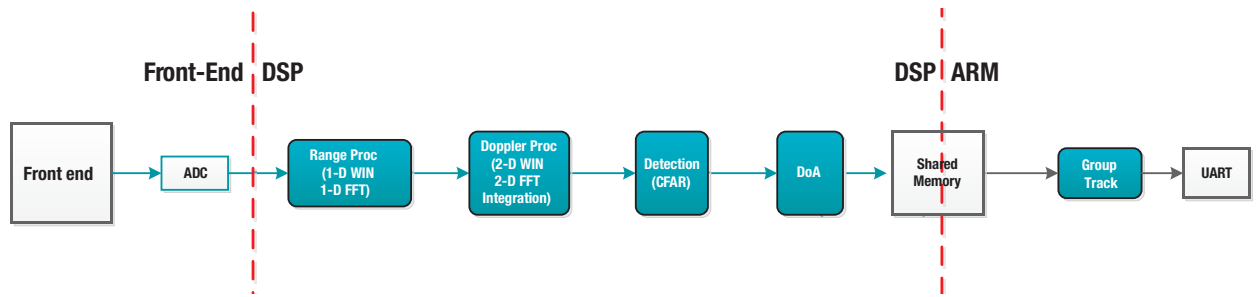 Front-End DSP
DSP ARM
Front end
ADC
Range Proc
(1-D WIN
1-D FFT)
Doppler Proc
(2-D WIN
2-D FFT
Integration)
Detection
(CFAR)
DoA
Shared
Memory
Group
Track
UART